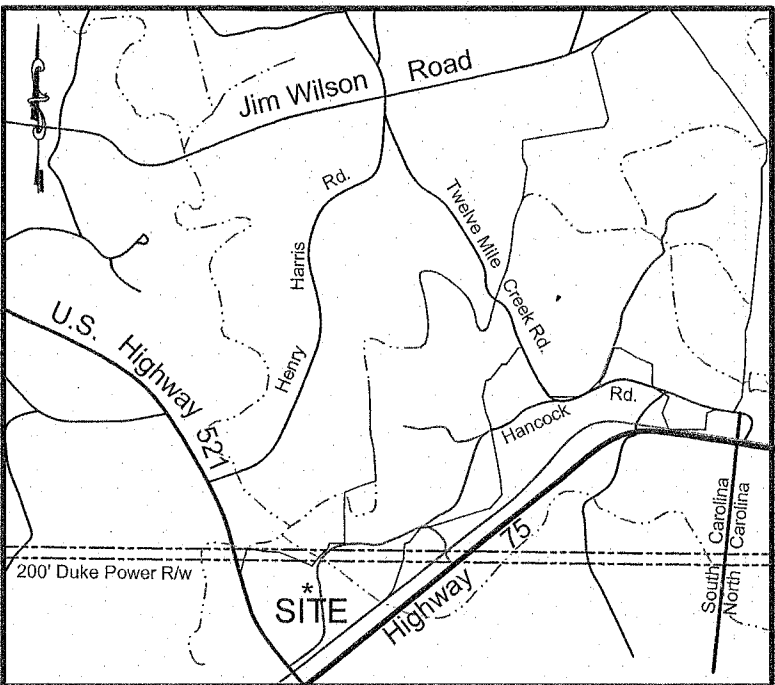 Jim Wilson Road
Henry Harris Rd.
Twelve Mile Creek Rd.
U.S. Highway 521
Hancock Rd.
South Carolina
North Carolina
200' Duke Power R/w
*
SITE
Highway 75